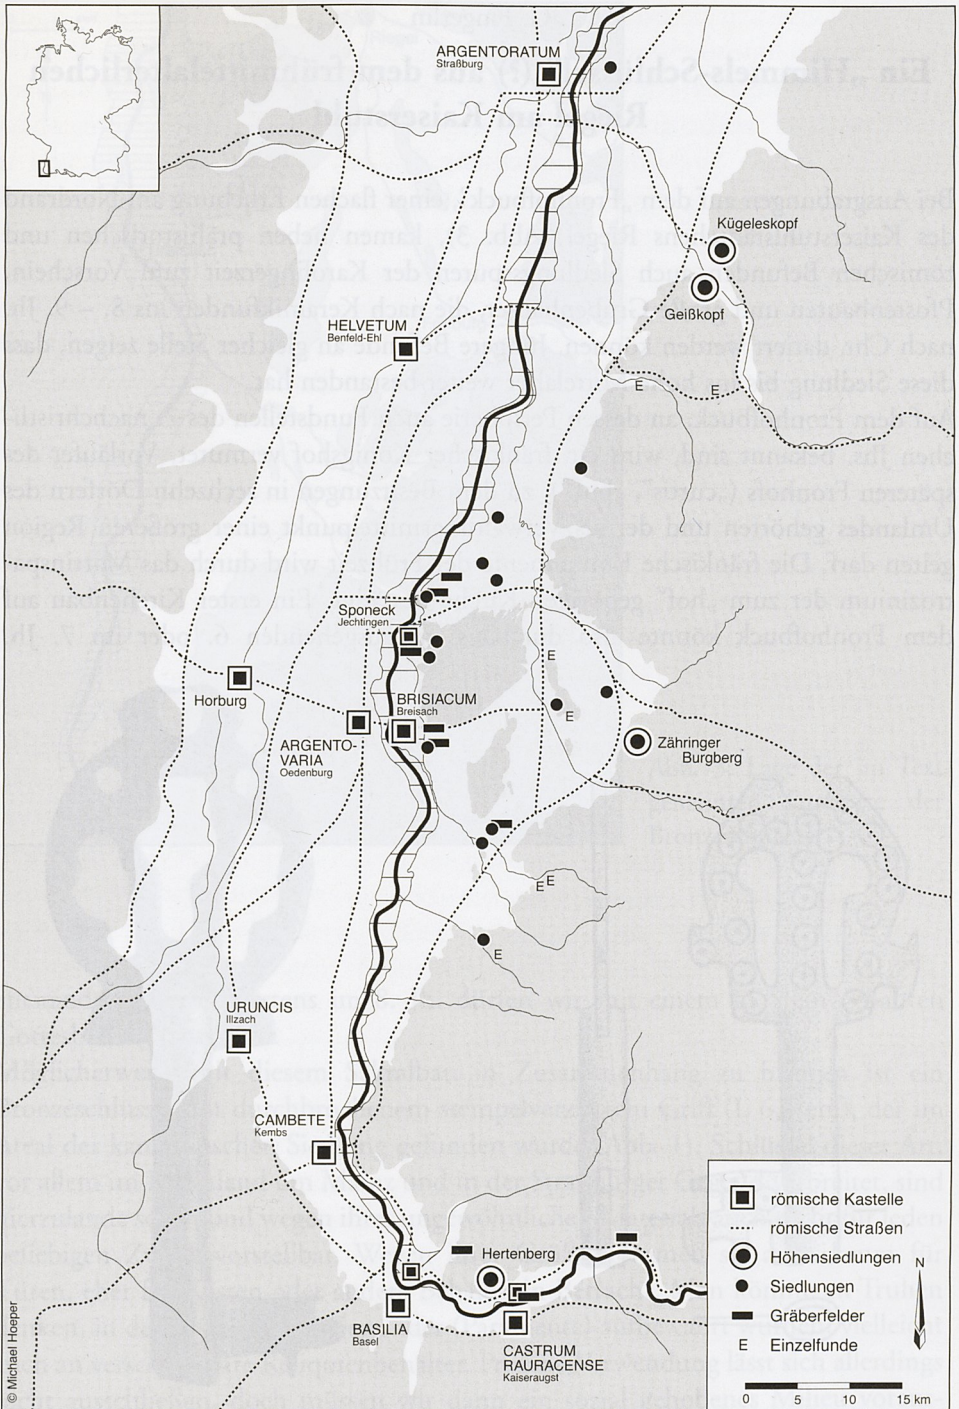 ARGENTORATUM
Straßburg
Kügeleskopf
Geißkopf
HELVETUM
Benfeld-Ehl
E
E
Sponeck
Jechtingen
E
Horburg
BRISIACUM
Breisach
E
ARGENTO-
VARIA
Oedenburg
Zähringer
Burgberg
E E
E
URUNCIS
Illzach
CAMBETE
Kembs
Hertenberg
BASILIA
Basel
CASTRUM
RAURACENSE
Kaiseraugst
römische Kastelle
römische Straßen
Höhensiedlungen
Siedlungen
Gräberfelder
E Einzelfunde
N
0 5 10 15 km
© Michael Hoeper